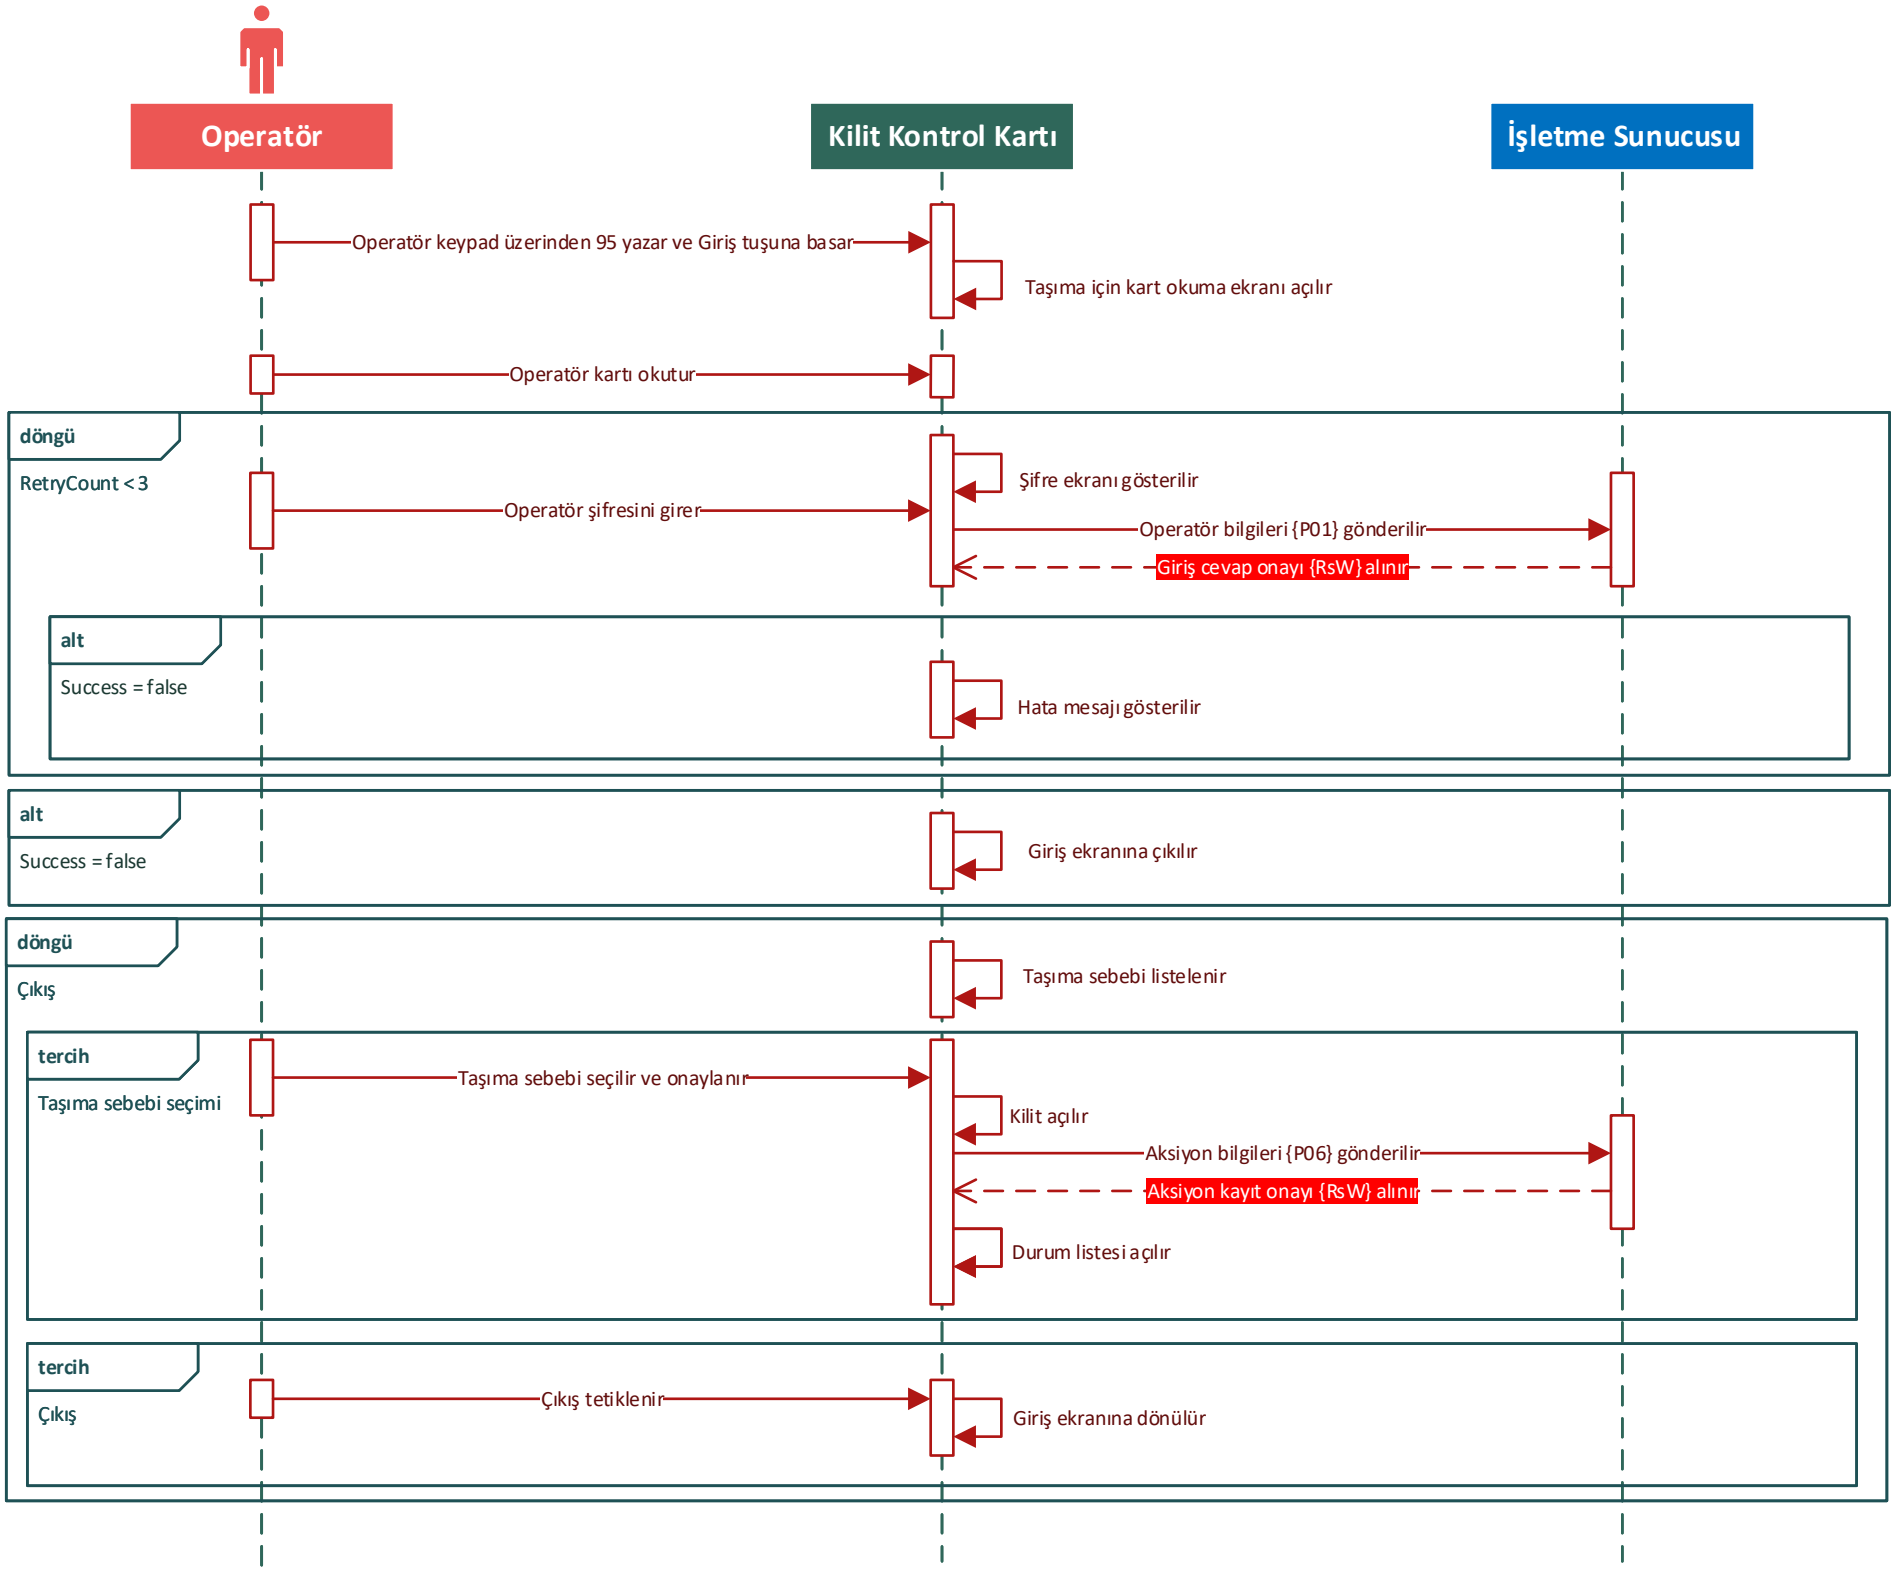 Operatör
Kilit Kontrol Kartı
İşletme Sunucusu
Operatör keypad üzerinden 95 yazar ve Giriş tuşuna basar
Taşıma için kart okuma ekranı açılır
Operatör kartı okutur
döngü
RetryCount < 3
Şifre ekranı gösterilir
Operatör şifresini girer
Operatör bilgileri {P01} gönderilir
Giriş cevap onayı {RsW} alınır
alt
Success = false
Hata mesajı gösterilir
alt
Success = false
Giriş ekranına çıkılır
döngü
Çıkış
Taşıma sebebi listelenir
tercih
Taşıma sebebi seçimi
Taşıma sebebi seçilir ve onaylanır
Kilit açılır
Aksiyon bilgileri {P06} gönderilir
Aksiyon kayıt onayı {RsW} alınır
Durum listesi açılır
tercih
Çıkış
Çıkış tetiklenir
Giriş ekranına dönülür